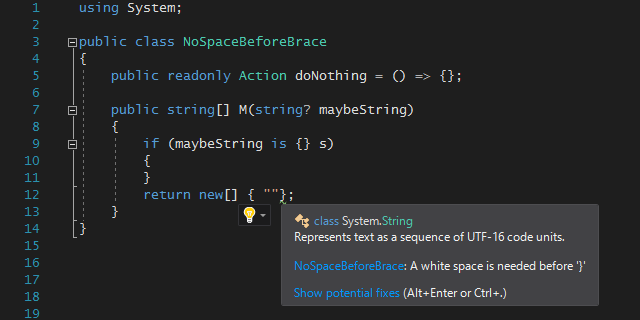 1 using System;
2
3 public class NoSpaceBeforeBrace
4 {
5 public readonly Action doNothing = () => {};
6
7 public string[] M(string? maybeString)
8 {
9 if (maybeString is {} s)
10 {
11 }
12 return new[] { ""};
13 }
14 }
15
16
17
18
19
class System.String
Represents text as a sequence of UTF-16 code units.
NoSpaceBeforeBrace: A white space is needed before '}'
Show potential fixes (Alt+Enter or Ctrl+.)